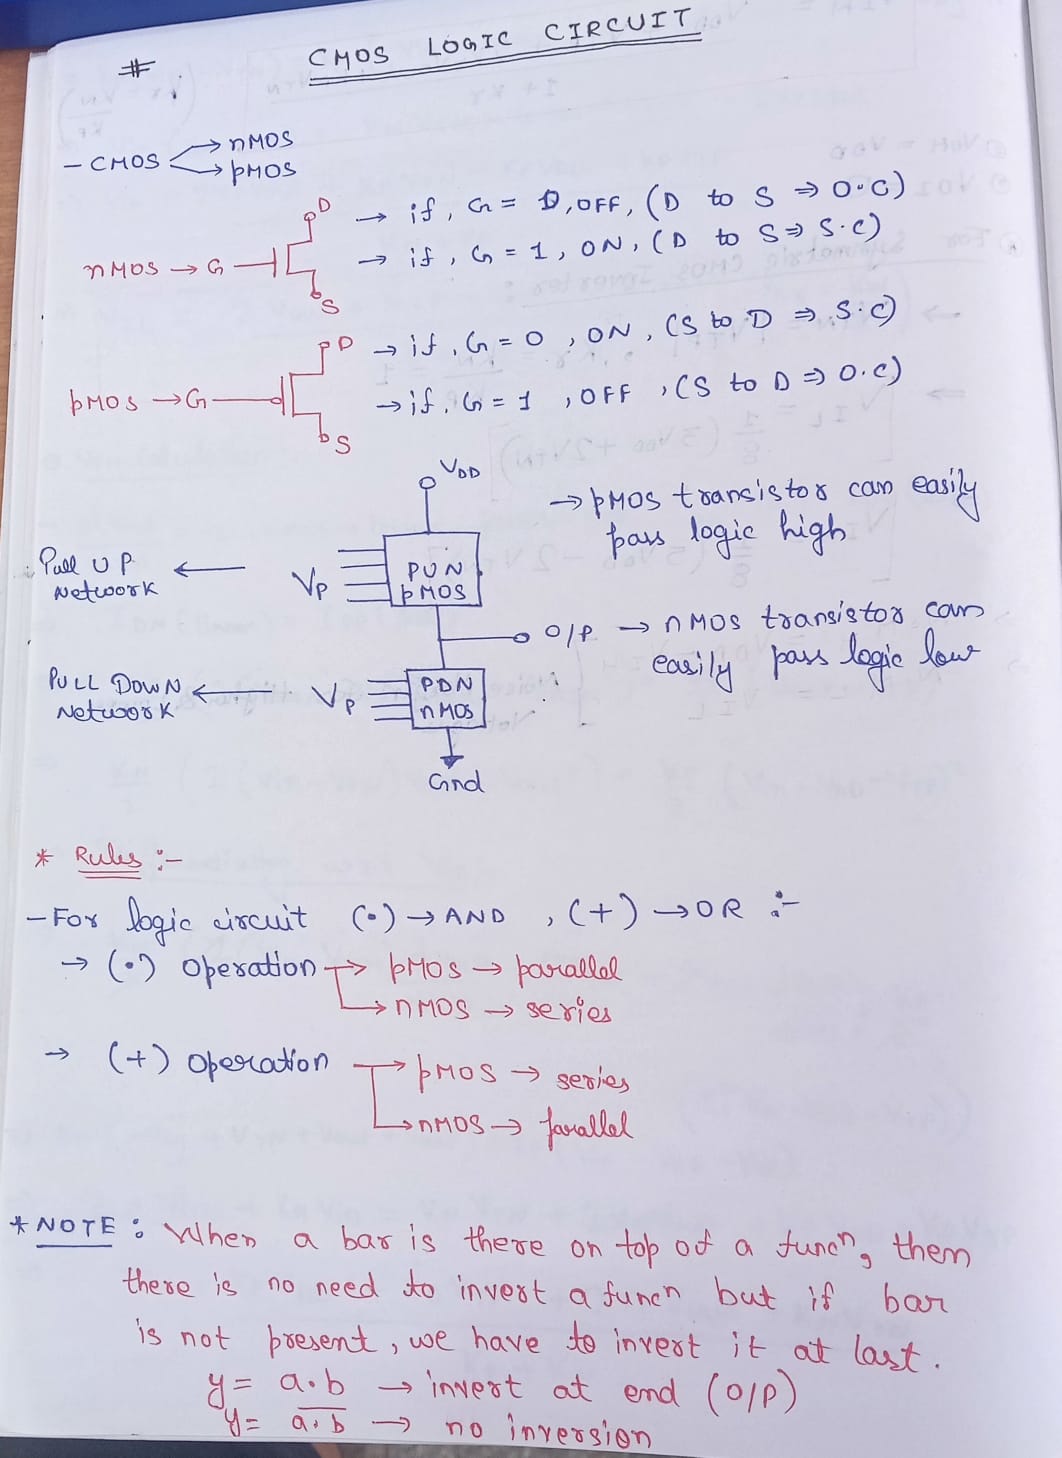 #
CMOS LOGIC CIRCUIT
- CMOS → nMOS
→ pMOS
nMOS → G D S
→ if, G = 0, OFF, (D to S ⇒ O.C)
→ if, G = 1, ON, (D to S ⇒ S.C)
pMOS → G D S
→ if, G = 0, ON, (S to D ⇒ S.C)
→ if, G = 1, OFF, (S to D ⇒ O.C)
VDD
→ pMOS transistor can easily
pass logic high
Pull UP
Network
←
Vp
PUN
pMOS
O/P → nMOS transistor can
easily pass logic low
PULL DOWN
Network
←
Vp
PDN
nMOS
Gnd
* Rules :-
- For logic circuit (•) → AND , (+) → OR :-
→ (•) operation → pMOS → parallel
→ nMOS → series
→ (+) operation → pMOS → series
→ nMOS → parallel
* NOTE : When a bar is there on top of a funcⁿ, then
there is no need to invert a funcⁿ but if bar
is not present, we have to invert it at last.
y = a.b → invert at end (O/P)
y = a̅.̅b̅ → no inversion